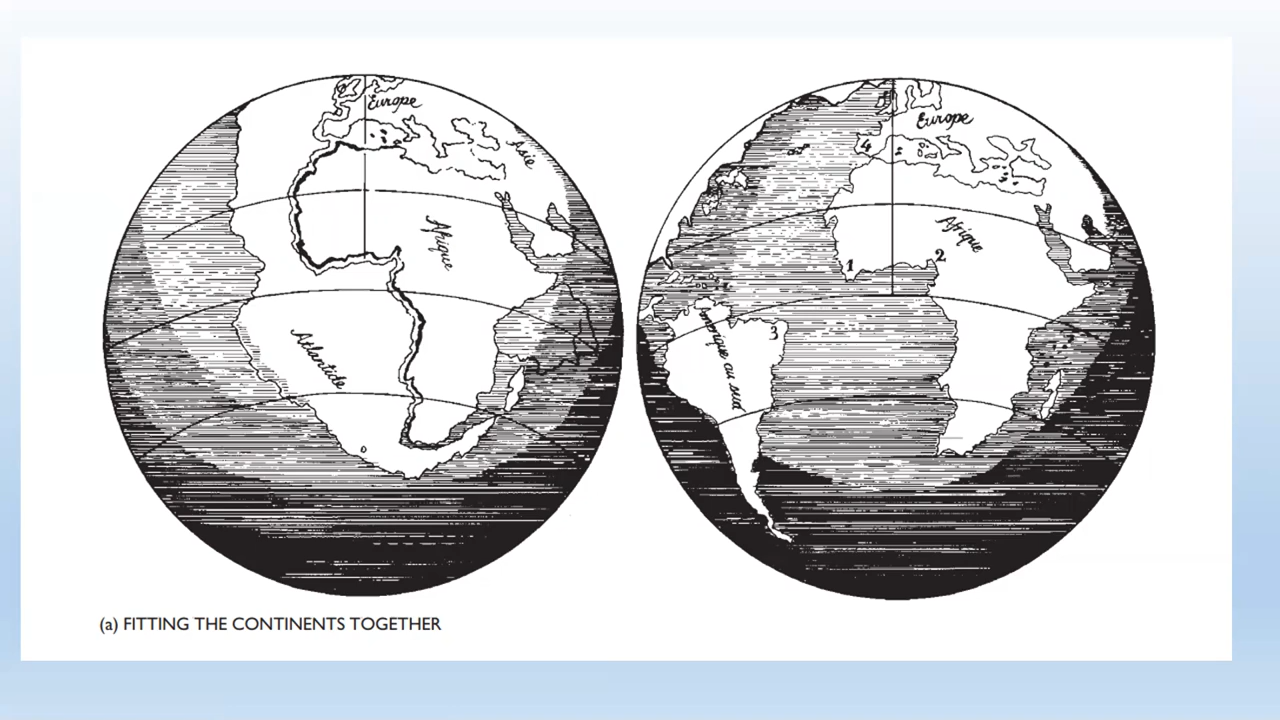 Europe
Asie
Afrique
Atlantide
Europe
4
Afrique
1
2
3
Amérique du sud
(a) FITTING THE CONTINENTS TOGETHER